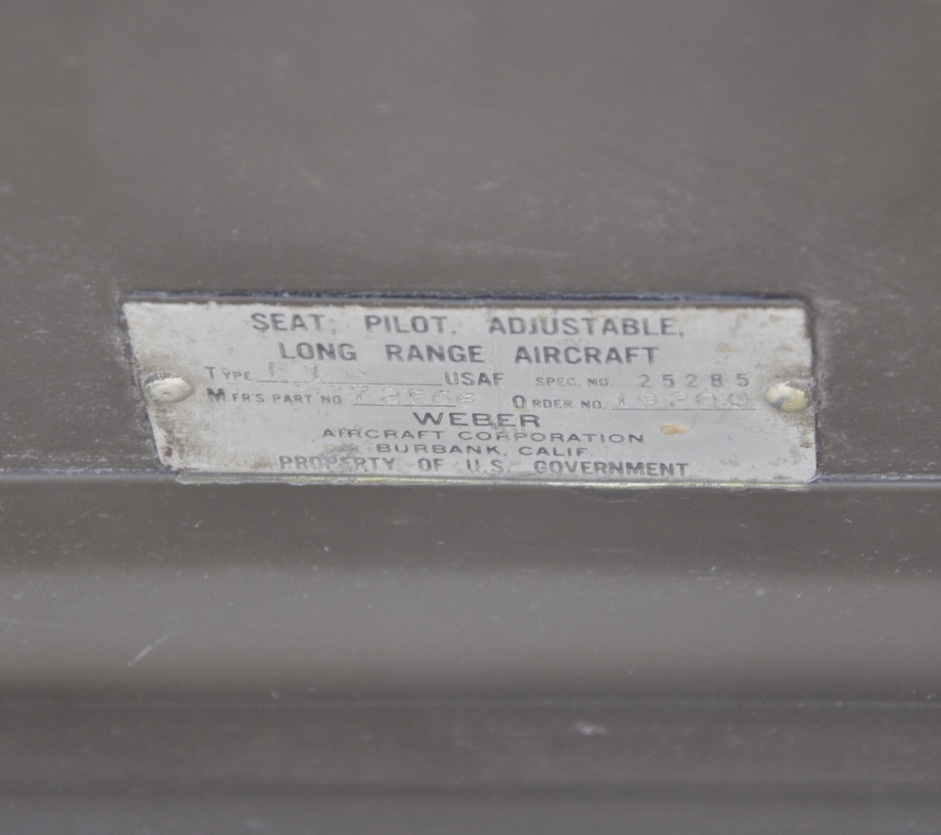 SEAT, PILOT, ADJUSTABLE,
LONG RANGE AIRCRAFT
TYPE USAF SPEC. NO. 25285
MFRS PART NO ORDER NO.
WEBER
AIRCRAFT CORPORATION
BURBANK, CALIF.
PROPERTY OF U.S. GOVERNMENT